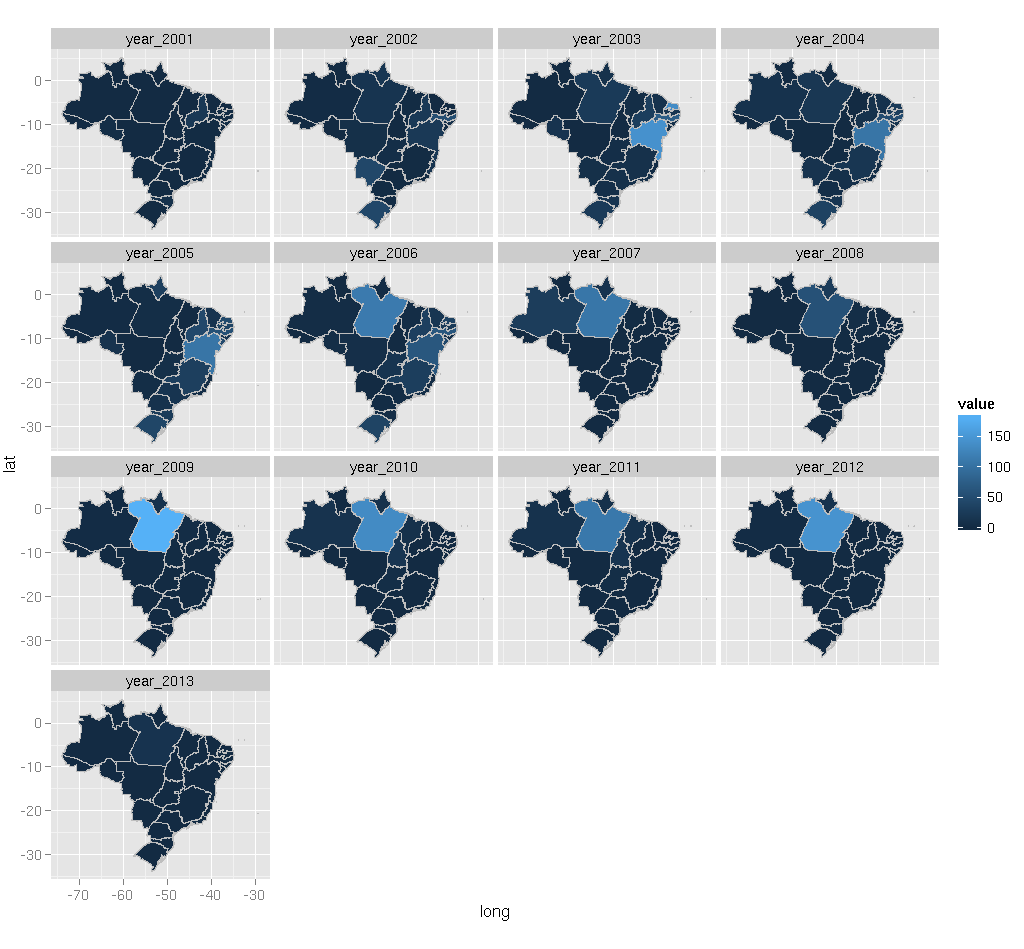 year_2001
year_2002
year_2003
year_2004
0
-10
-20
-30
year_2005
year_2006
year_2007
year_2008
0
-10
-20
-30
value
150
100
50
0
lat
year_2009
year_2010
year_2011
year_2012
0
-10
-20
-30
year_2013
0
-10
-20
-30
-70 -60 -50 -40 -30
long